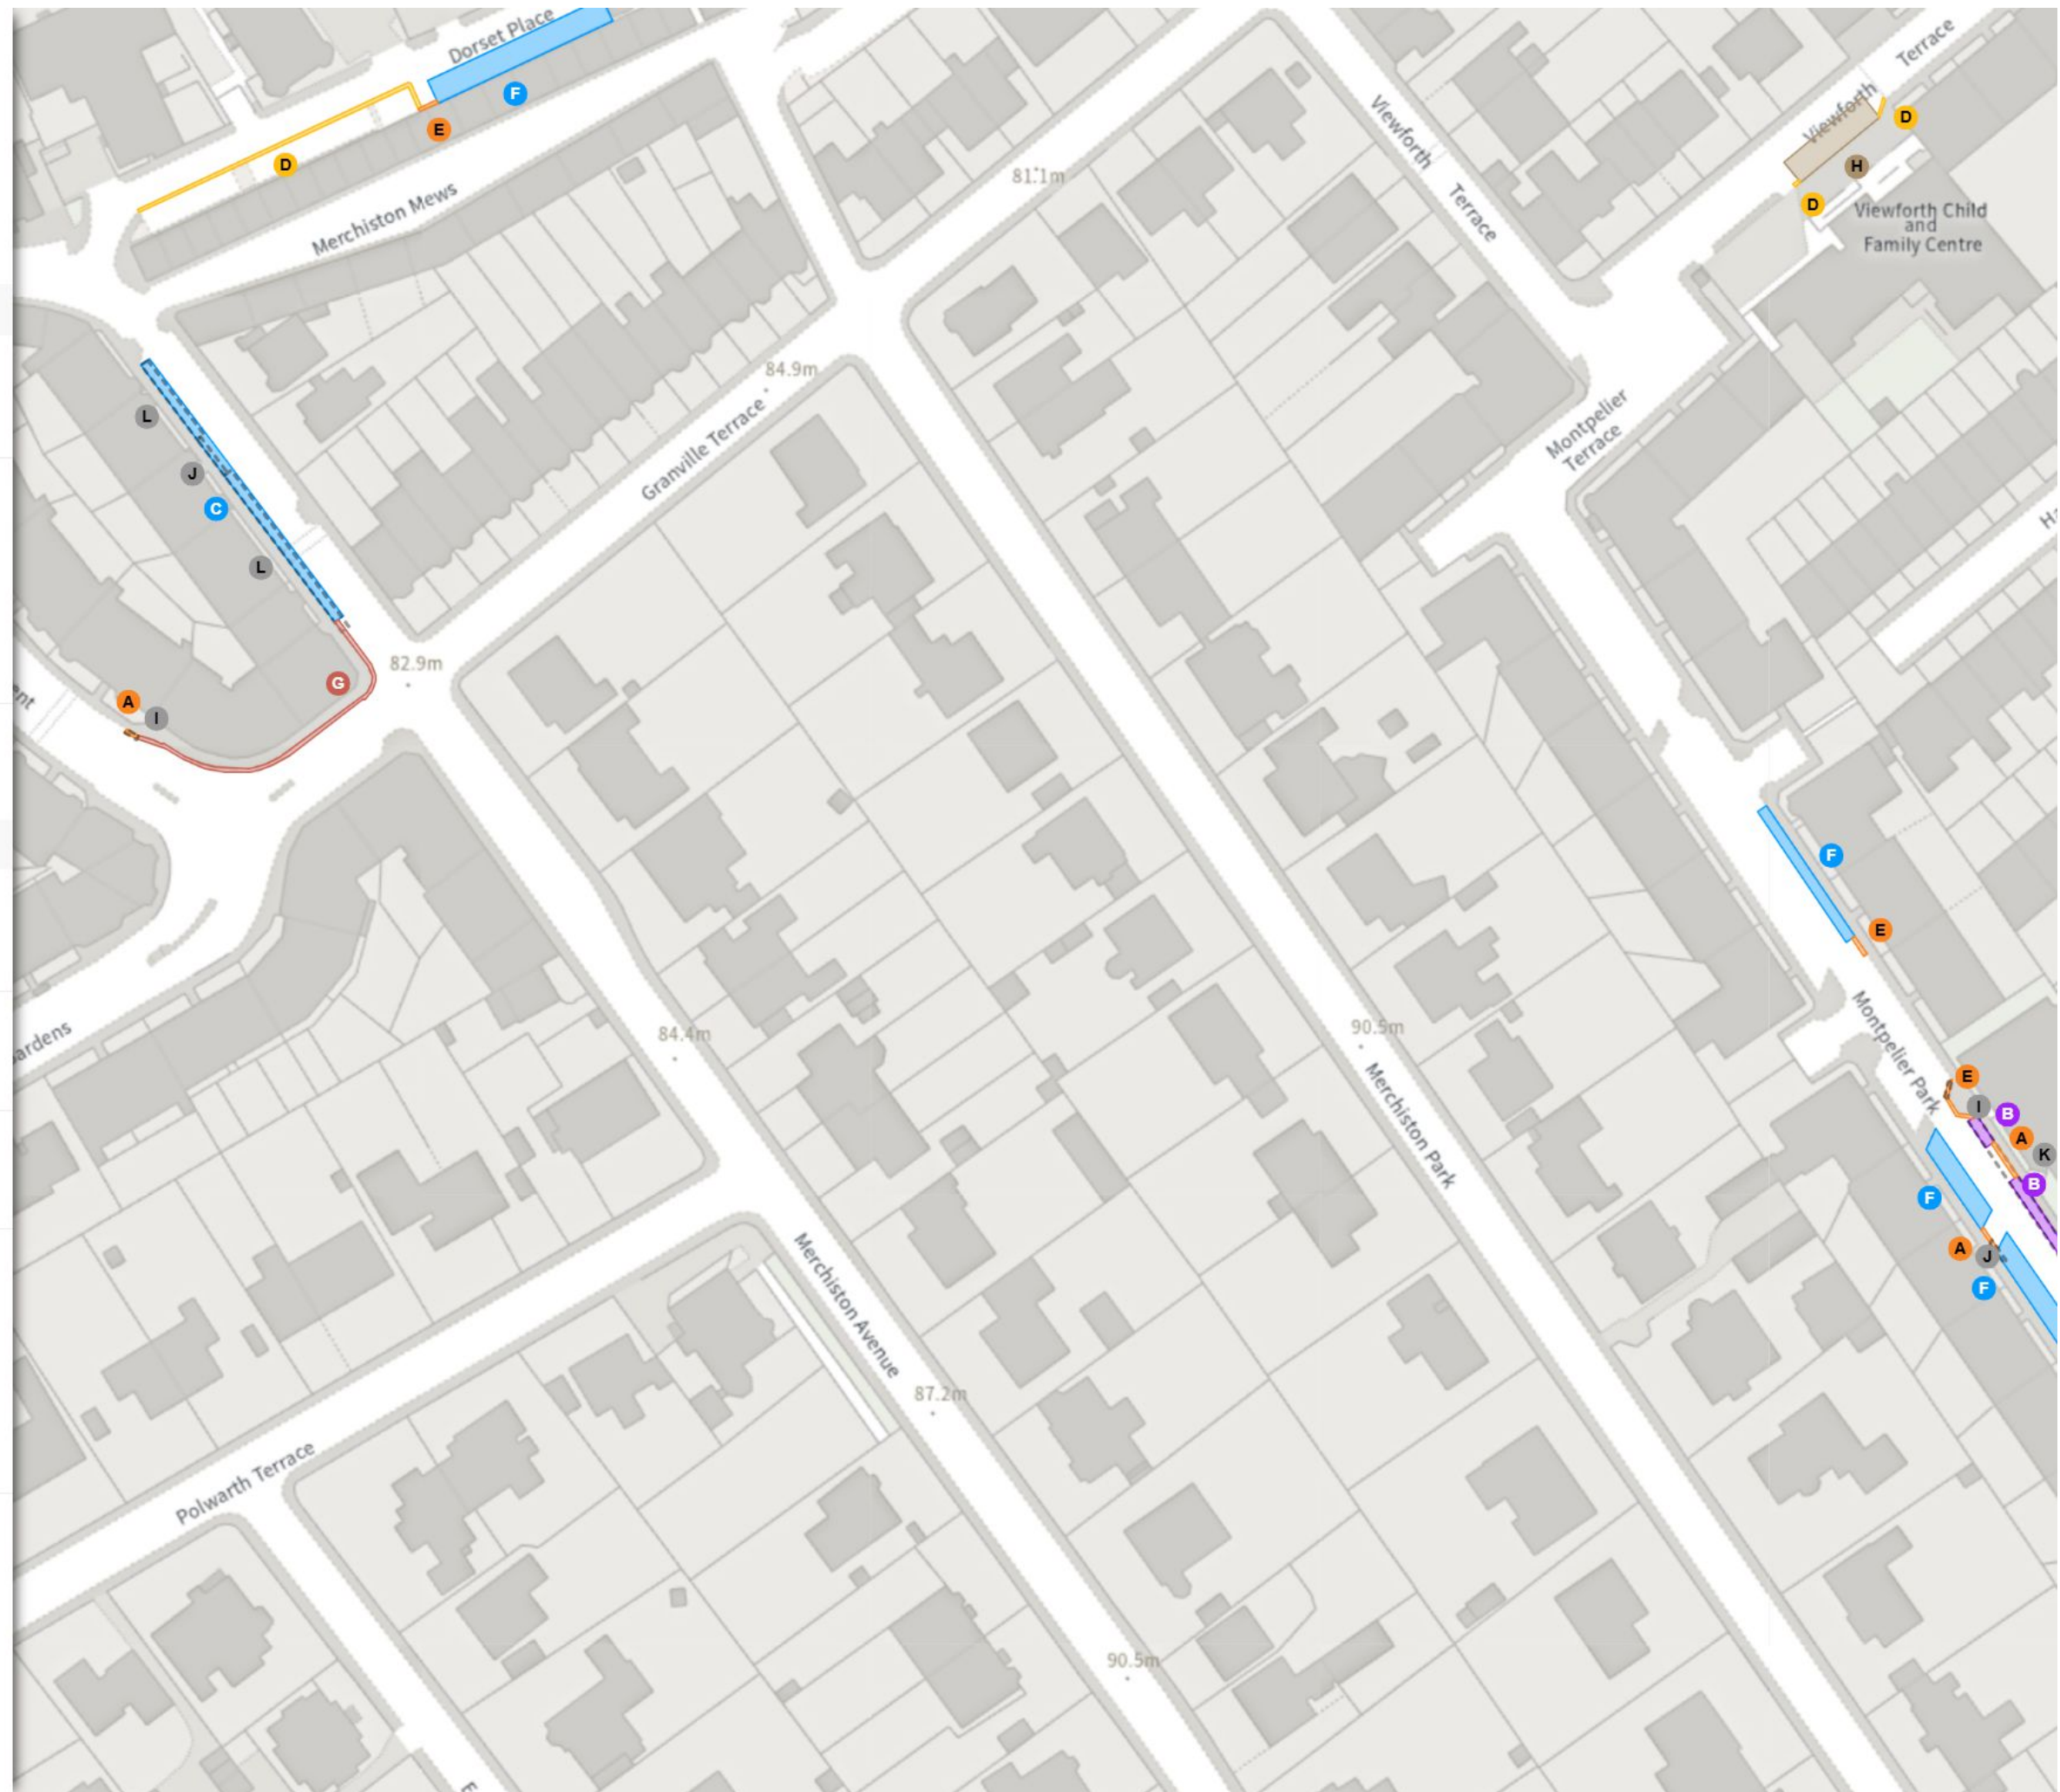 Dorset Place
F
E
D
Merchiston Mews
81.1m
Viewforth
Terrace
Terrace
Viewforth
D
H
D
Viewforth Child
and
Family Centre
L
J
C
L
84.9m
Granville Terrace
Montpelier
Terrace
82.9m
G
A
I
F
E
84.4m
90.5m
Merchiston Park
Montpelier Park
E
I
B
A
K
B
F
A
J
F
Merchiston Avenue
87.2m
Polwarth Terrace
90.5m